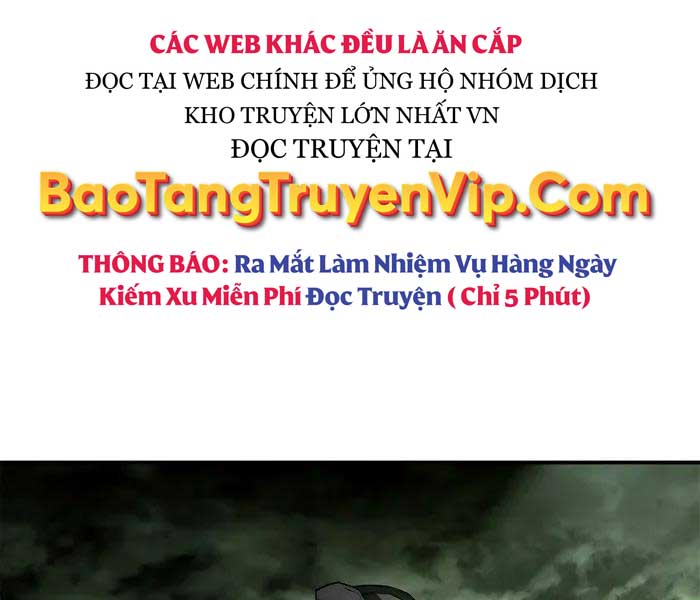 CÁC WEB KHÁC ĐỀU LÀ ĂN CẮP
ĐỌC TẠI WEB CHÍNH ĐỂ ỦNG HỘ NHÓM DỊCH
KHO TRUYỆN LỚN NHẤT VN
ĐỌC TRUYỆN TẠI
BaoTangTruyenVip.Com
THÔNG BÁO: Ra Mắt Làm Nhiệm Vụ Hàng Ngày
Kiếm Xu Miễn Phí Đọc Truyện ( Chỉ 5 Phút)